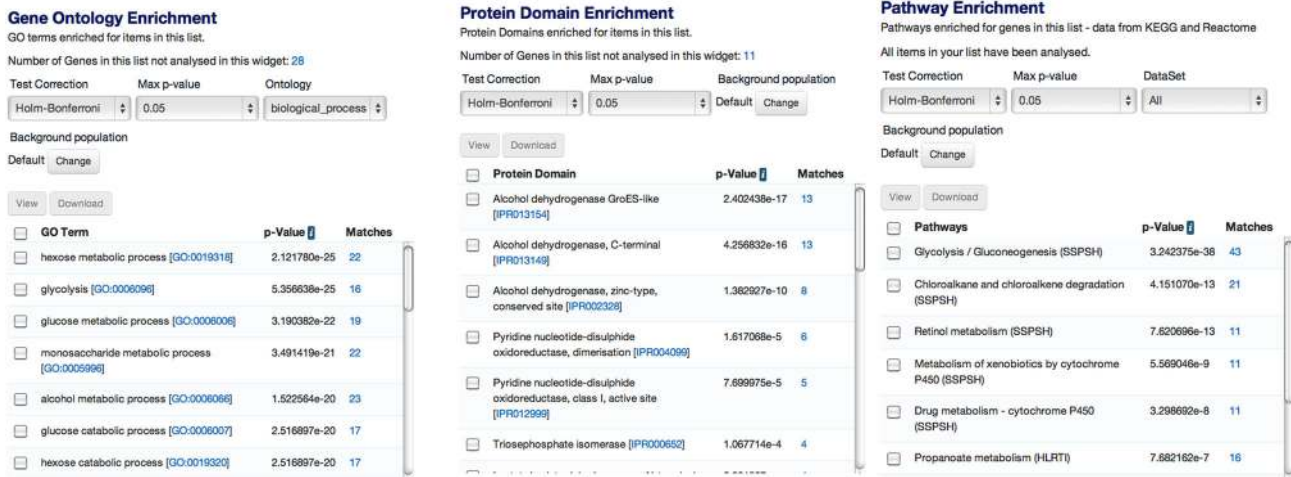 Gene Ontology Enrichment
GO terms enriched for items in this list.
Number of Genes in this list not analysed in this widget: 28
Test Correction Max p-value Ontology
Holm-Bonferroni 0.05 biological_process
Background population
Default Change
View Download
GO Term p-Value i Matches
hexose metabolic process [GO:0019318] 2.121780e-25 22
glycolysis [GO:0006096] 5.356638e-25 16
glucose metabolic process [GO:0006006] 3.190382e-22 19
monosaccharide metabolic process
[GO:0005996] 3.491419e-21 22
alcohol metabolic process [GO:0006066] 1.522564e-20 23
glucose catabolic process [GO:0006007] 2.516897e-20 17
hexose catabolic process [GO:0019320] 2.516897e-20 17
Protein Domain Enrichment
Protein Domains enriched for items in this list.
Number of Genes in this list not analysed in this widget: 11
Test Correction Max p-value Background population
Holm-Bonferroni 0.05 Default Change
View Download
Protein Domain p-Value i Matches
Alcohol dehydrogenase GroES-like 2.402438e-17 13
[IPR013154]
Alcohol dehydrogenase, C-terminal 4.256832e-16 13
[IPR013149]
Alcohol dehydrogenase, zinc-type, 1.382927e-10 8
conserved site [IPR002328]
Pyridine nucleotide-disulphide 1.617068e-5 6
oxidoreductase, dimerisation [IPR004099]
Pyridine nucleotide-disulphide 7.699975e-5 5
oxidoreductase, class I, active site
[IPR012999]
Triosephosphate isomerase [IPR000652] 1.067714e-4 4
Pathway Enrichment
Pathways enriched for genes in this list - data from KEGG and Reactome
All items in your list have been analysed.
Test Correction Max p-value DataSet
Holm-Bonferroni 0.05 All
Background population
Default Change
View Download
Pathways p-Value i Matches
Glycolysis / Gluconeogenesis (SSPSH) 3.242375e-38 43
Chloroalkane and chloroalkene degradation 4.151070e-13 21
(SSPSH)
Retinol metabolism (SSPSH) 7.620696e-13 11
Metabolism of xenobiotics by cytochrome 5.569046e-9 11
P450 (SSPSH)
Drug metabolism - cytochrome P450 3.298692e-8 11
(SSPSH)
Propanoate metabolism (HLRTI) 7.682162e-7 16